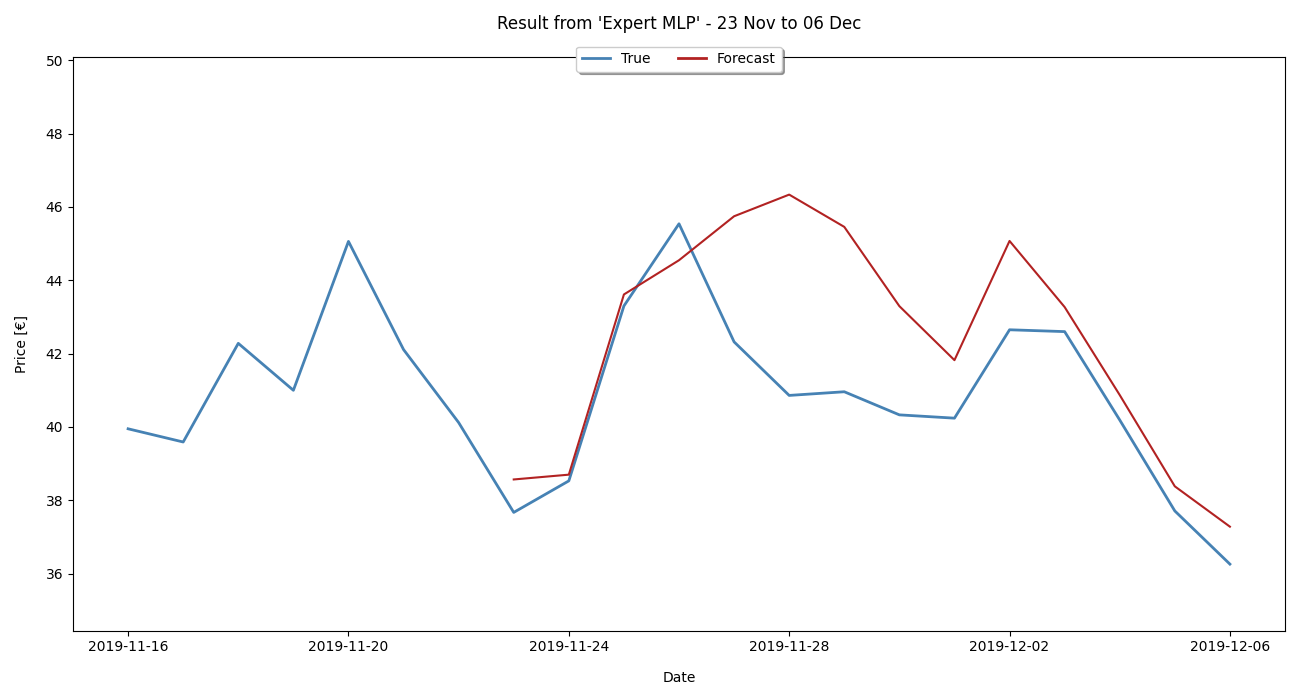 Result from 'Expert MLP' - 23 Nov to 06 Dec
True Forecast
50
48
46
44
42
40
38
36
Price [€]
2019-11-16 2019-11-20 2019-11-24 2019-11-28 2019-12-02 2019-12-06
Date